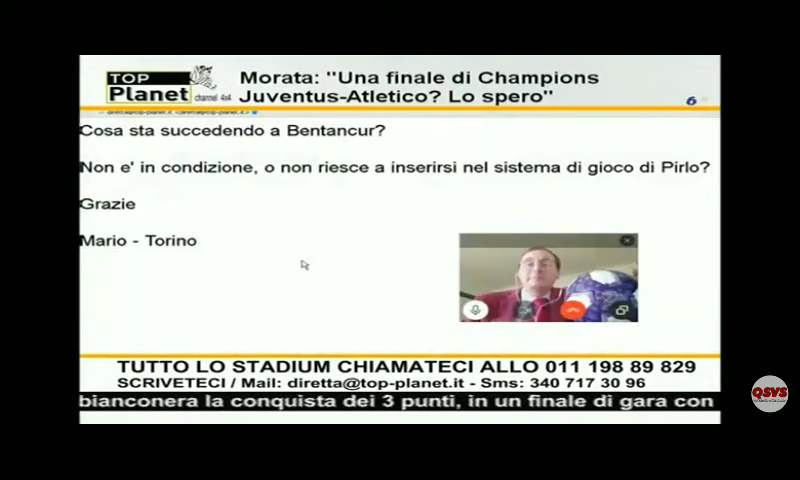 TOP
Planet
channel 4x4
Morata: "Una finale di Champions
Juventus-Atletico? Lo spero"
6
Cosa sta succedendo a Bentancur?
Non e' in condizione, o non riesce a inserirsi nel sistema di gioco di Pirlo?
Grazie
Mario - Torino
TUTTO LO STADIUM CHIAMATECI ALLO 011 198 89 829
SCRIVETECI / Mail: diretta@top-planet.it - Sms: 340 717 30 96
QSVS
bianconera la conquista dei 3 punti, in un finale di gara con